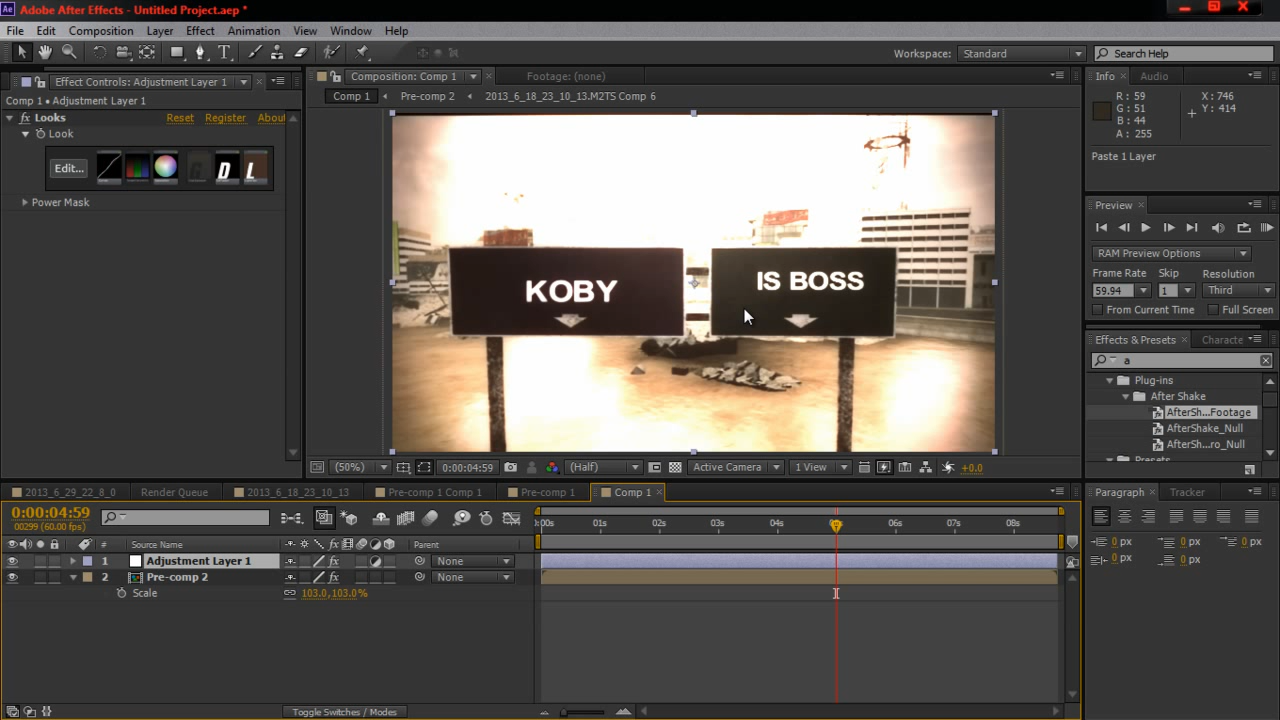 Adobe After Effects - Untitled Project.aep *
File Edit Composition Layer Effect Animation View Window Help
Workspace: Standard Search Help
Effect Controls: Adjustment Layer 1
Comp 1 • Adjustment Layer 1
fx Looks Reset Register About
Look
Edit...
D L
Power Mask
Composition: Comp 1 Footage: (none)
Comp 1 Pre-comp 2 2013_6_18_23_10_13.M2TS Comp 6
KOBY
IS BOSS
(50%) 0:00:04:59 (Half) Active Camera 1 View +0.0
Info Audio
R: 59 X: 746
G: 51 Y: 414
B: 44
A: 255
Paste 1 Layer
Preview
RAM Preview Options
Frame Rate Skip Resolution
59.94 1 Third
From Current Time Full Screen
Effects & Presets Characte
a
Plug-ins
After Shake
AfterSh...Footage
AfterShake_Null
AfterSh...ro_Null
Presets
2013_6_29_22_8_0 Render Queue 2013_6_18_23_10_13 Pre-comp 1 Comp 1 Pre-comp 1 Comp 1
0:00:04:59
00299 (60.00 fps)
# Source Name fx Parent
1 Adjustment Layer 1 fx None
2 Pre-comp 2 fx None
Scale 103.0,103.0%
Toggle Switches / Modes
:00s 01s 02s 03s 04s 06s 07s 08s
Paragraph Tracker
0 px 0 px 0 px
0 px 0 px